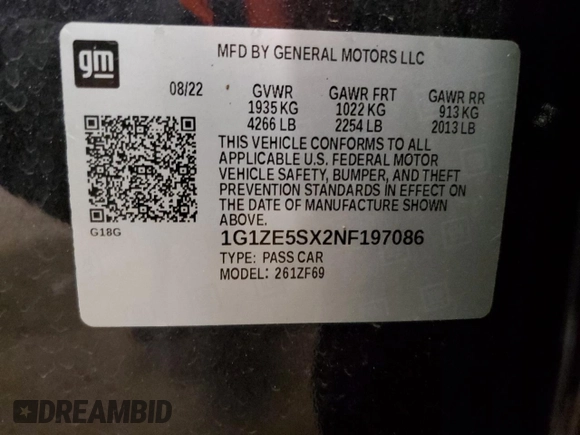 gm
MFD BY GENERAL MOTORS LLC
08/22 GVWR GAWR FRT GAWR RR
1935 KG 1022 KG 913 KG
4266 LB 2254 LB 2013 LB
THIS VEHICLE CONFORMS TO ALL
APPLICABLE U.S. FEDERAL MOTOR
VEHICLE SAFETY, BUMPER, AND THEFT
PREVENTION STANDARDS IN EFFECT ON
THE DATE OF MANUFACTURE SHOWN
ABOVE.
G18G
1G1ZE5SX2NF197086
TYPE: PASS CAR
MODEL: 261ZF69
DREAMBID